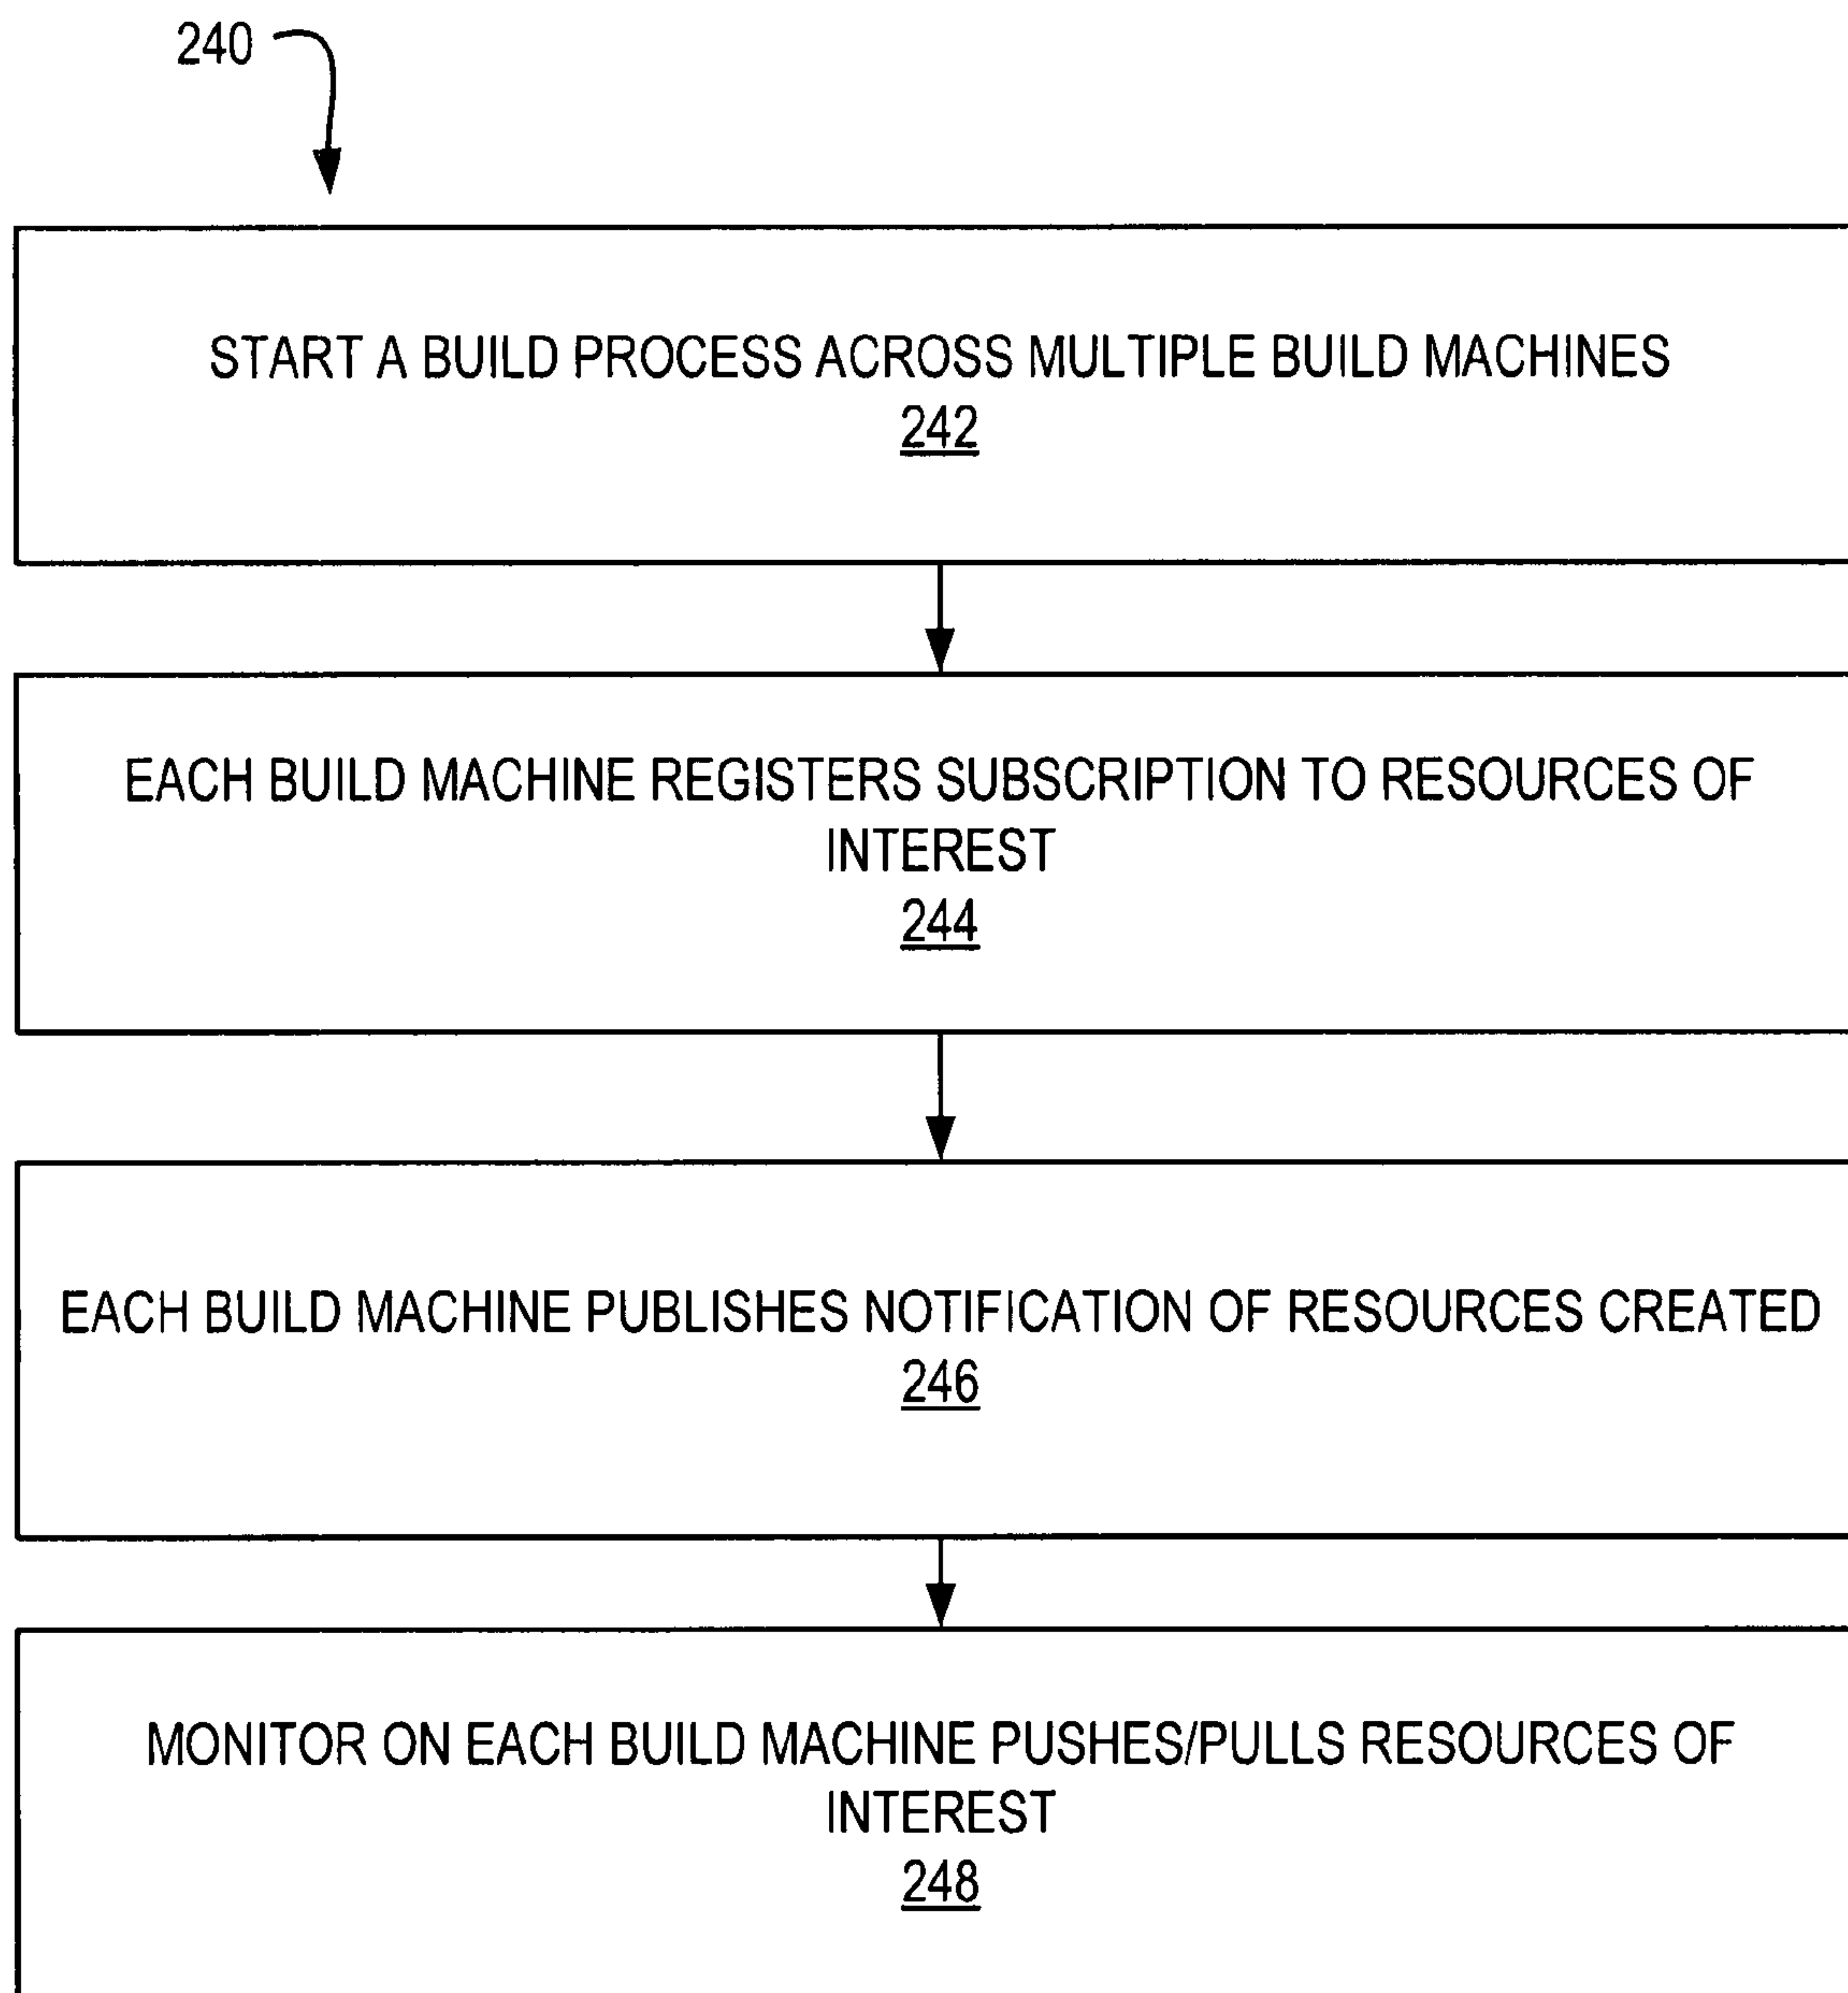 240
START A BUILD PROCESS ACROSS MULTIPLE BUILD MACHINES
242
EACH BUILD MACHINE REGISTERS SUBSCRIPTION TO RESOURCES OF
INTEREST
244
EACH BUILD MACHINE PUBLISHES NOTIFICATION OF RESOURCES CREATED
246
MONITOR ON EACH BUILD MACHINE PUSHES/PULLS RESOURCES OF
INTEREST
248